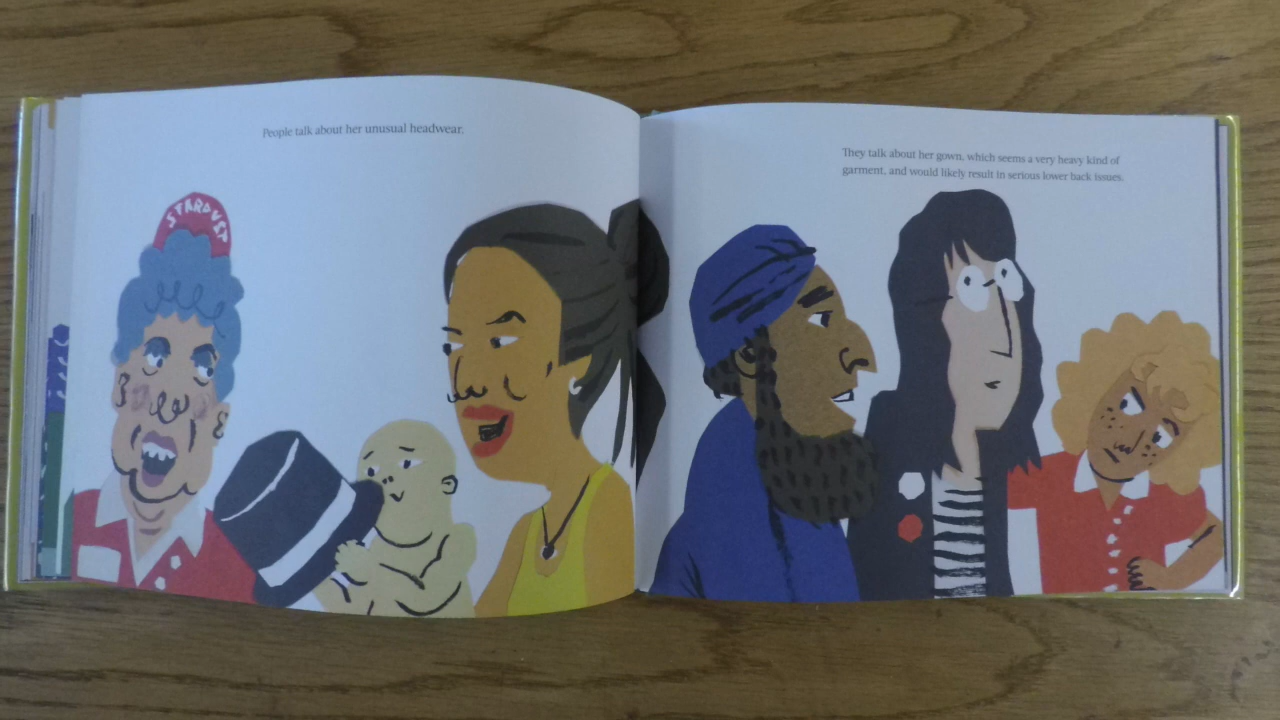 People talk about her unusual headwear.
STARDUST
They talk about her gown, which seems a very heavy kind of
garment, and would likely result in serious lower back issues.